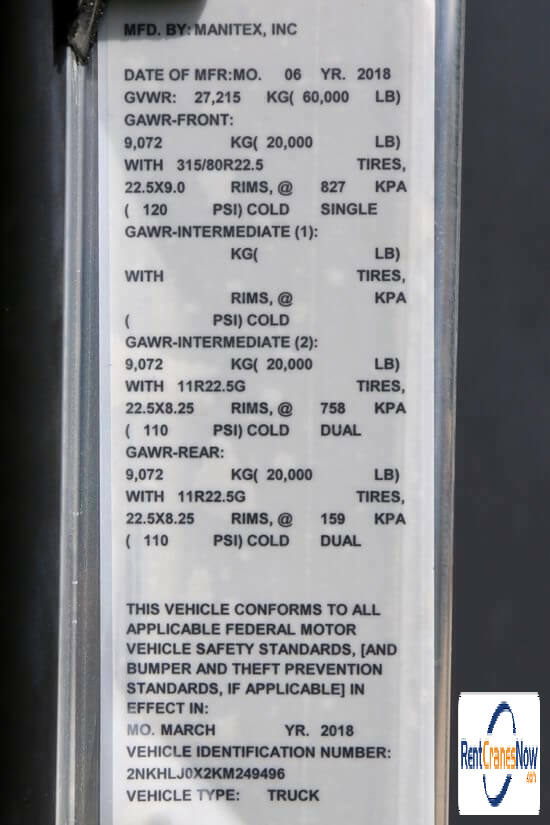 MFD. BY: MANITEX, INC
DATE OF MFR:MO. 06 YR. 2018
GVWR: 27,215 KG( 60,000 LB)
GAWR-FRONT:
9,072 KG( 20,000 LB)
WITH 315/80R22.5 TIRES,
22.5X9.0 RIMS, @ 827 KPA
( 120 PSI) COLD SINGLE
GAWR-INTERMEDIATE (1):
KG( LB)
WITH TIRES,
RIMS, @ KPA
( PSI) COLD
GAWR-INTERMEDIATE (2):
9,072 KG( 20,000 LB)
WITH 11R22.5G TIRES,
22.5X8.25 RIMS, @ 758 KPA
( 110 PSI) COLD DUAL
GAWR-REAR:
9,072 KG( 20,000 LB)
WITH 11R22.5G TIRES,
22.5X8.25 RIMS, @ 159 KPA
( 110 PSI) COLD DUAL
THIS VEHICLE CONFORMS TO ALL
APPLICABLE FEDERAL MOTOR
VEHICLE SAFETY STANDARDS, [AND
BUMPER AND THEFT PREVENTION
STANDARDS, IF APPLICABLE] IN
EFFECT IN:
MO. MARCH YR. 2018
VEHICLE IDENTIFICATION NUMBER:
2NKHLJ0X2KM249496
VEHICLE TYPE: TRUCK
RentCranesNow
.com